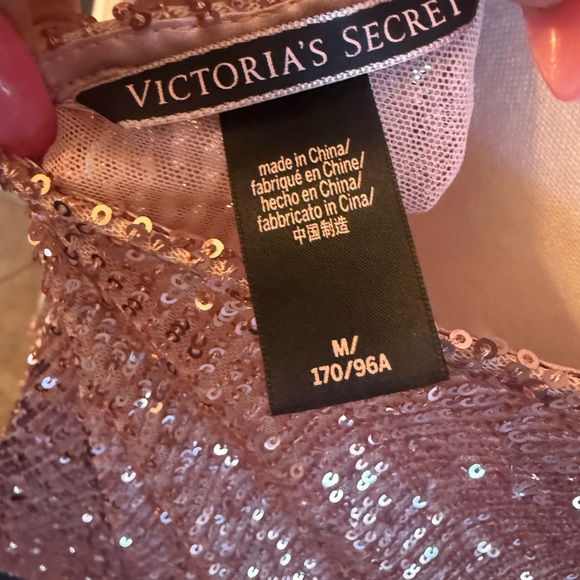 VICTORIA'S SECRET
made in China/
fabriqué en Chine/
hecho en China/
fabbricato in Cina/
中国制造
M/
170/96A